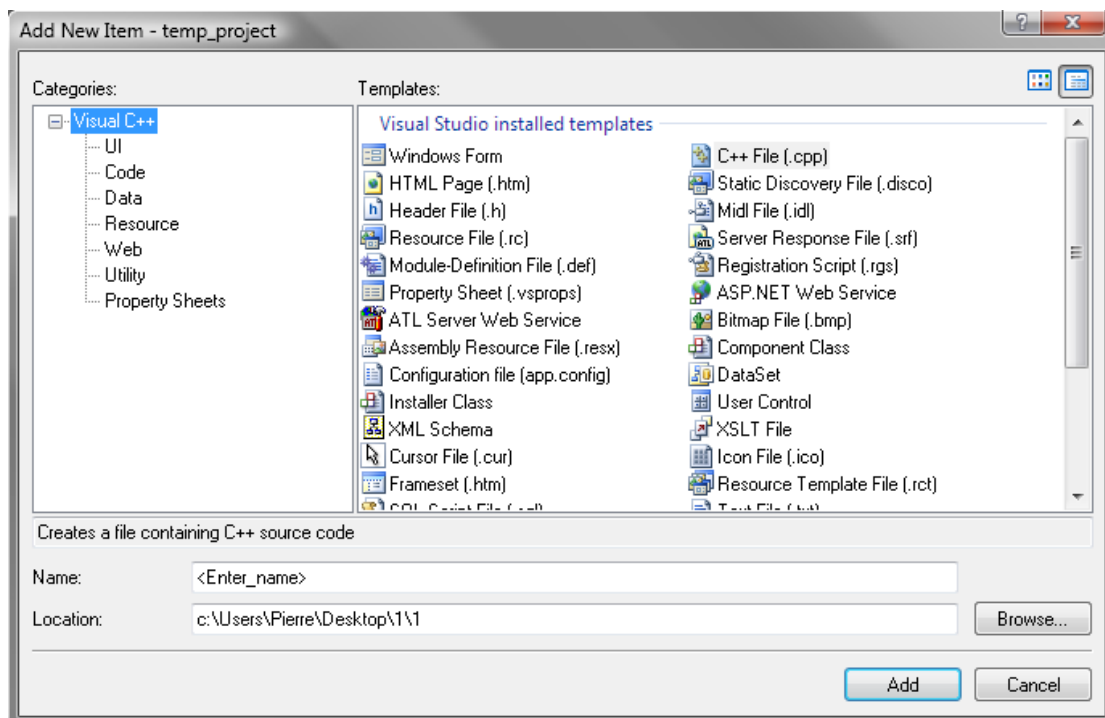 Add New Item - temp_project
Categories:
Templates:
Visual C++
UI
Code
Data
Resource
Web
Utility
Property Sheets
Visual Studio installed templates
Windows Form
C++ File (.cpp)
HTML Page (.htm)
Static Discovery File (.disco)
Header File (.h)
Midl File (.idl)
Resource File (.rc)
Server Response File (.srf)
Module-Definition File (.def)
Registration Script (.rgs)
Property Sheet (.vsprops)
ASP.NET Web Service
ATL Server Web Service
Bitmap File (.bmp)
Assembly Resource File (.resx)
Component Class
Configuration file (app.config)
DataSet
Installer Class
User Control
XML Schema
XSLT File
Cursor File (.cur)
Icon File (.ico)
Frameset (.htm)
Resource Template File (.rct)
Creates a file containing C++ source code
Name:
<Enter_name>
Location:
c:\Users\Pierre\Desktop\1\1
Browse...
Add
Cancel